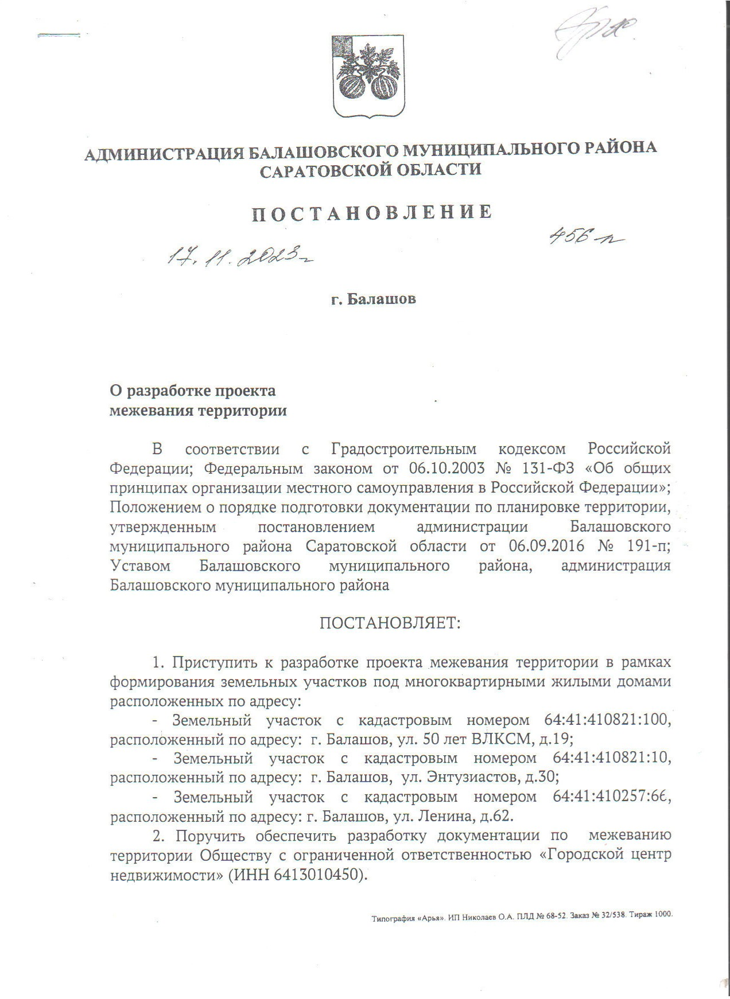 АДМИНИСТРАЦИЯ БАЛАШОВСКОГО МУНИЦИПАЛЬНОГО РАЙОНА
САРАТОВСКОЙ ОБЛАСТИ
ПОСТАНОВЛЕНИЕ
456-п
17.11.2023г
г. Балашов
О разработке проекта
межевания территории
В соответствии с Градостроительным кодексом Российской
Федерации; Федеральным законом от 06.10.2003 № 131-ФЗ «Об общих
принципах организации местного самоуправления в Российской Федерации»;
Положением о порядке подготовки документации по планировке территории,
утвержденным постановлением администрации Балашовского
муниципального района Саратовской области от 06.09.2016 № 191-п;
Уставом Балашовского муниципального района, администрация
Балашовского муниципального района
ПОСТАНОВЛЯЕТ:
1. Приступить к разработке проекта межевания территории в рамках
формирования земельных участков под многоквартирными жилыми домами
расположенных по адресу:
- Земельный участок с кадастровым номером 64:41:410821:100,
расположенный по адресу: г. Балашов, ул. 50 лет ВЛКСМ, д.19;
- Земельный участок с кадастровым номером 64:41:410821:10,
расположенный по адресу: г. Балашов, ул. Энтузиастов, д.30;
- Земельный участок с кадастровым номером 64:41:410257:66,
расположенный по адресу: г. Балашов, ул. Ленина, д.62.
2. Поручить обеспечить разработку документации по межеванию
территории Обществу с ограниченной ответственностью «Городской центр
недвижимости» (ИНН 6413010450).
Типография «Арья». ИП Николаев О.А. ПЛД № 68-52. Заказ № 32/538. Тираж 1000.